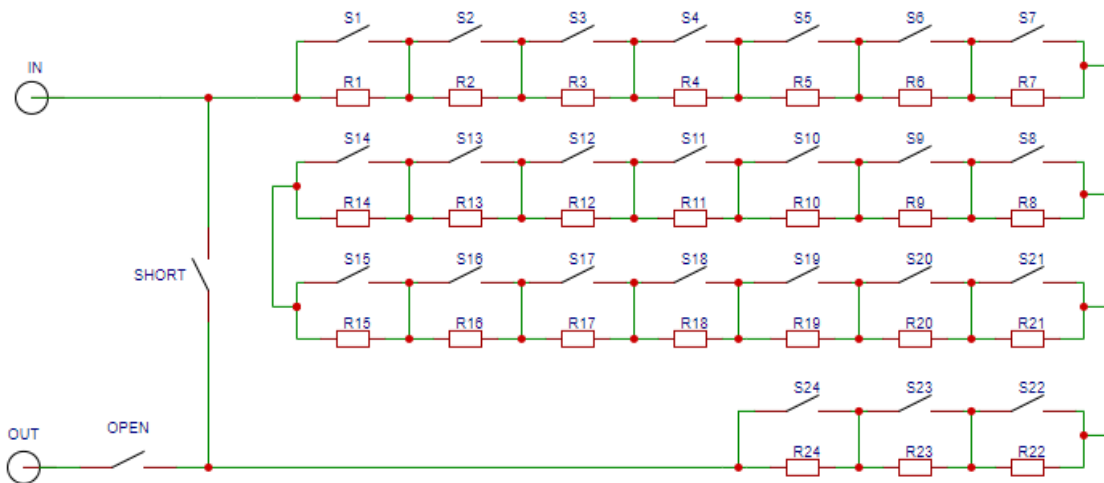 S1 S2 S3 S4 S5 S6 S7
IN
R1 R2 R3 R4 R5 R6 R7
S14 S13 S12 S11 S10 S9 S8
R14 R13 R12 R11 R10 R9 R8
S15 S16 S17 S18 S19 S20 S21
SHORT
R15 R16 R17 R18 R19 R20 R21
S24 S23 S22
OUT OPEN
R24 R23 R22